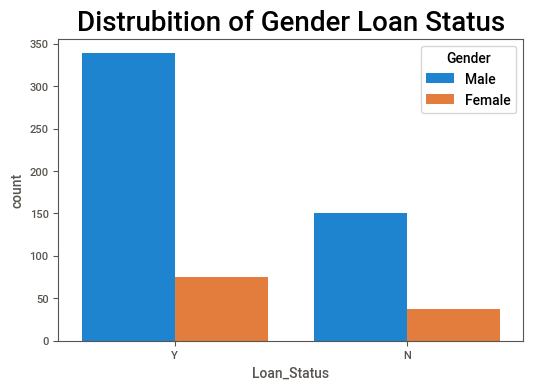 Distrubition of Gender Loan Status
350
300
250
200
150
100
50
0
count
Gender
Male
Female
Y
N
Loan_Status